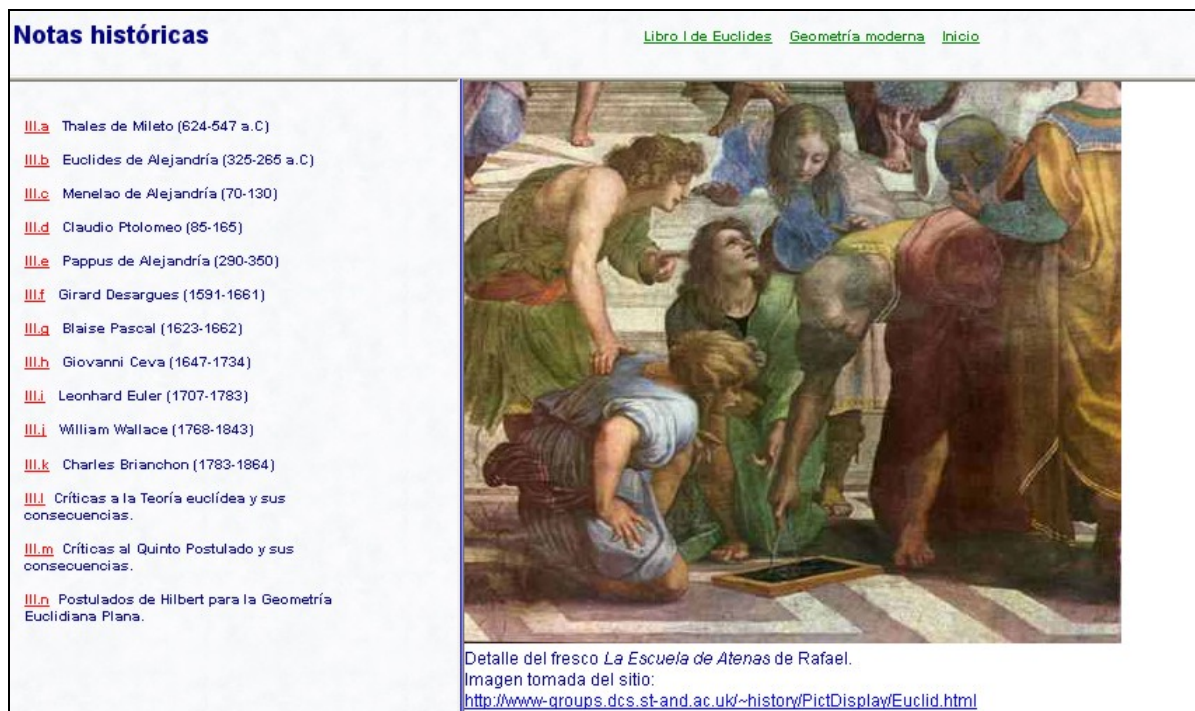 Notas históricas
Libro I de Euclides Geometría moderna Inicio
III.a Thales de Mileto (624-547 a.C)
III.b Euclides de Alejandría (325-265 a.C)
III.c Menelao de Alejandría (70-130)
III.d Claudio Ptolomeo (85-165)
III.e Pappus de Alejandría (290-350)
III.f Girard Desargues (1591-1661)
III.g Blaise Pascal (1623-1662)
III.h Giovanni Ceva (1647-1734)
III.i Leonhard Euler (1707-1783)
III.j William Wallace (1768-1843)
III.k Charles Brianchon (1783-1864)
III.l Críticas a la Teoría euclídea y sus
consecuencias.
III.m Críticas al Quinto Postulado y sus
consecuencias.
III.n Postulados de Hilbert para la Geometría
Euclidiana Plana.
Detalle del fresco La Escuela de Atenas de Rafael.
Imagen tomada del sitio:
http://www-groups.dcs.st-and.ac.uk/~history/PictDisplay/Euclid.html